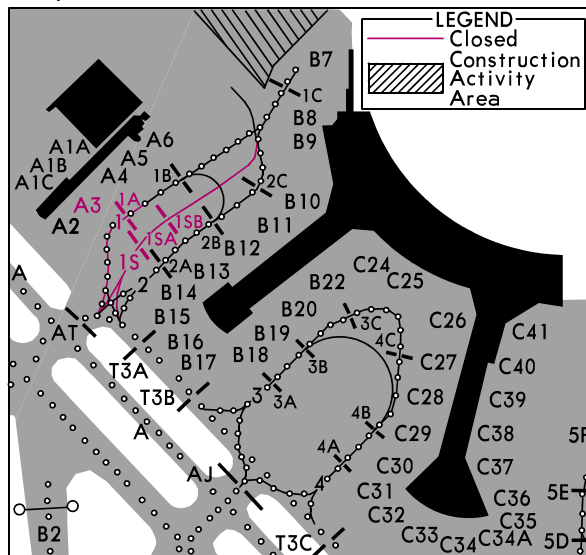 LEGEND
Closed
Construction
Activity
Area
B7
1C
B8
B9
A6
A5
A4
A1A
A1B
A1C
A3
A2
1A
1B
1
1SA
1SB
1S
2C
B10
B11
B12
2B
2A
B13
2
B14
B15
B16
B17
A
AT
T3A
T3B
A
AJ
T3C
B2
B18
B19
B20
B22
C24
C25
C26
C27
C28
C29
C30
C31
C32
C33
C34
C34A
C35
C36
C37
C38
C39
C40
C41
3
3A
3B
3C
4C
4B
4A
4
5E
5D